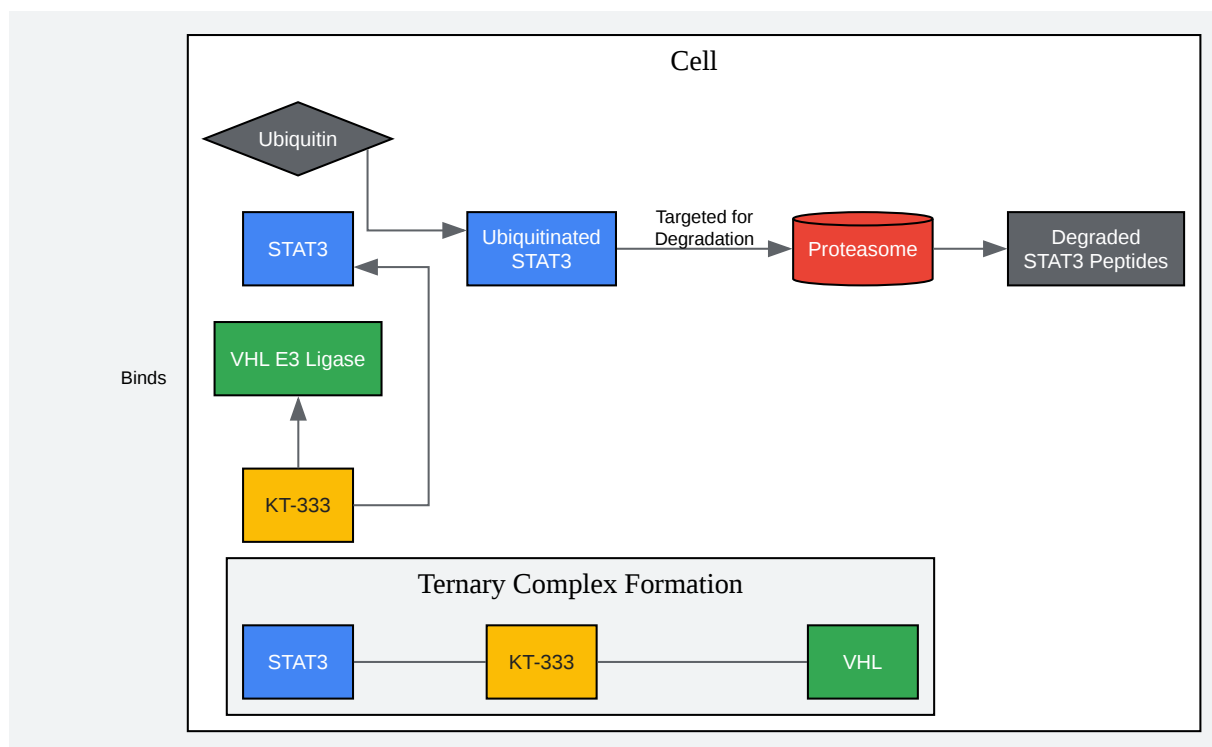 Cell
Ubiquitin
STAT3
Ubiquitinated
STAT3
Targeted for
Degradation
Proteasome
Degraded
STAT3 Peptides
VHL E3 Ligase
Binds
KT-333
Ternary Complex Formation
STAT3
KT-333
VHL